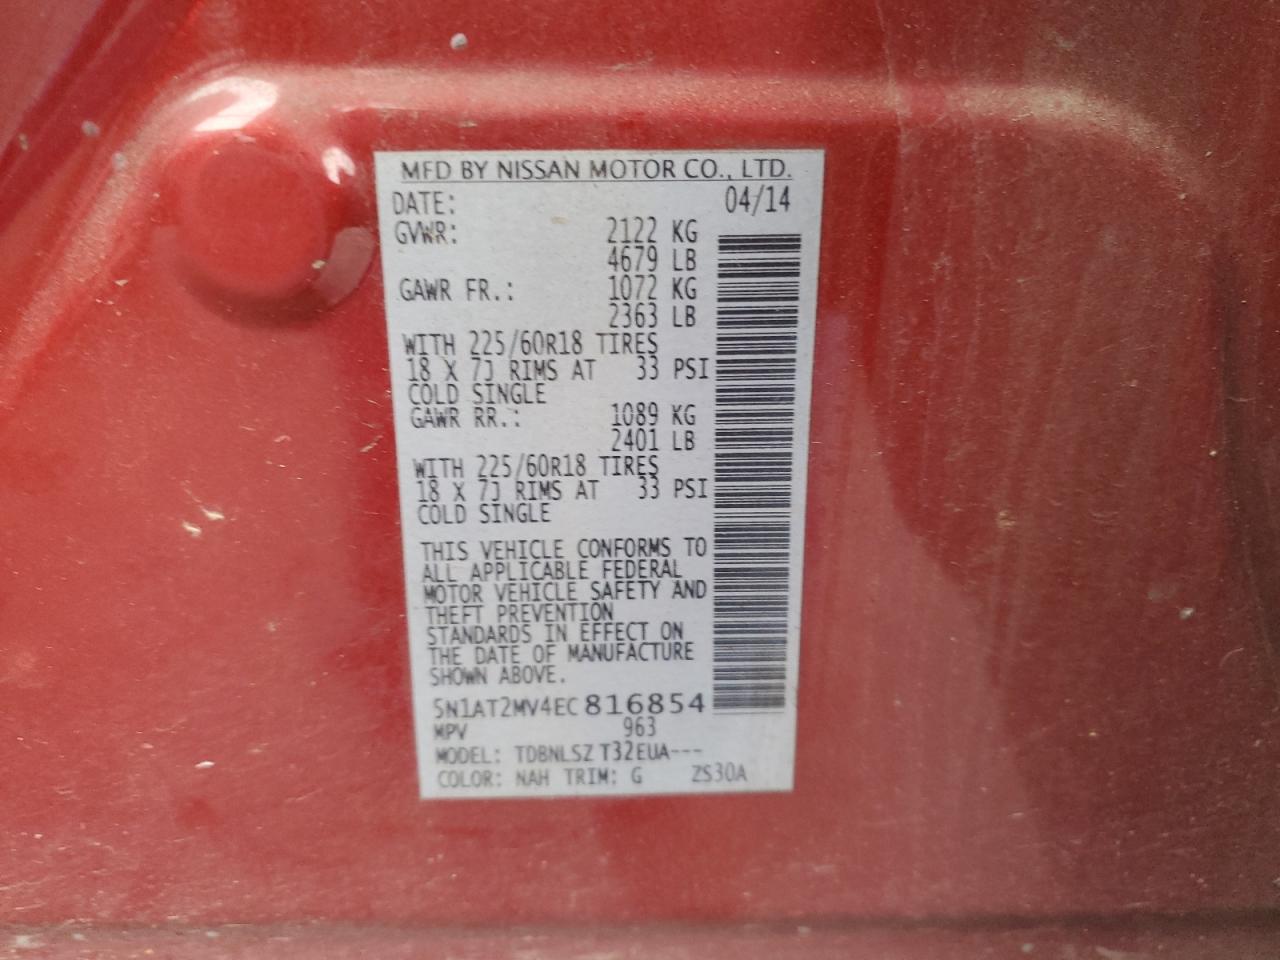 MFD BY NISSAN MOTOR CO., LTD.
DATE: 04/14
GVWR: 2122 KG
4679 LB
GAWR FR.: 1072 KG
2363 LB
WITH 225/60R18 TIRES
18 X 7J RIMS AT 33 PSI
COLD SINGLE
GAWR RR.: 1089 KG
2401 LB
WITH 225/60R18 TIRES
18 X 7J RIMS AT 33 PSI
COLD SINGLE
THIS VEHICLE CONFORMS TO
ALL APPLICABLE FEDERAL
MOTOR VEHICLE SAFETY AND
THEFT PREVENTION
STANDARDS IN EFFECT ON
THE DATE OF MANUFACTURE
SHOWN ABOVE.
5N1AT2MV4EC816854
MPV 963
MODEL: TDBNLSZ T32EUA---
COLOR: NAH TRIM: G ZS30A